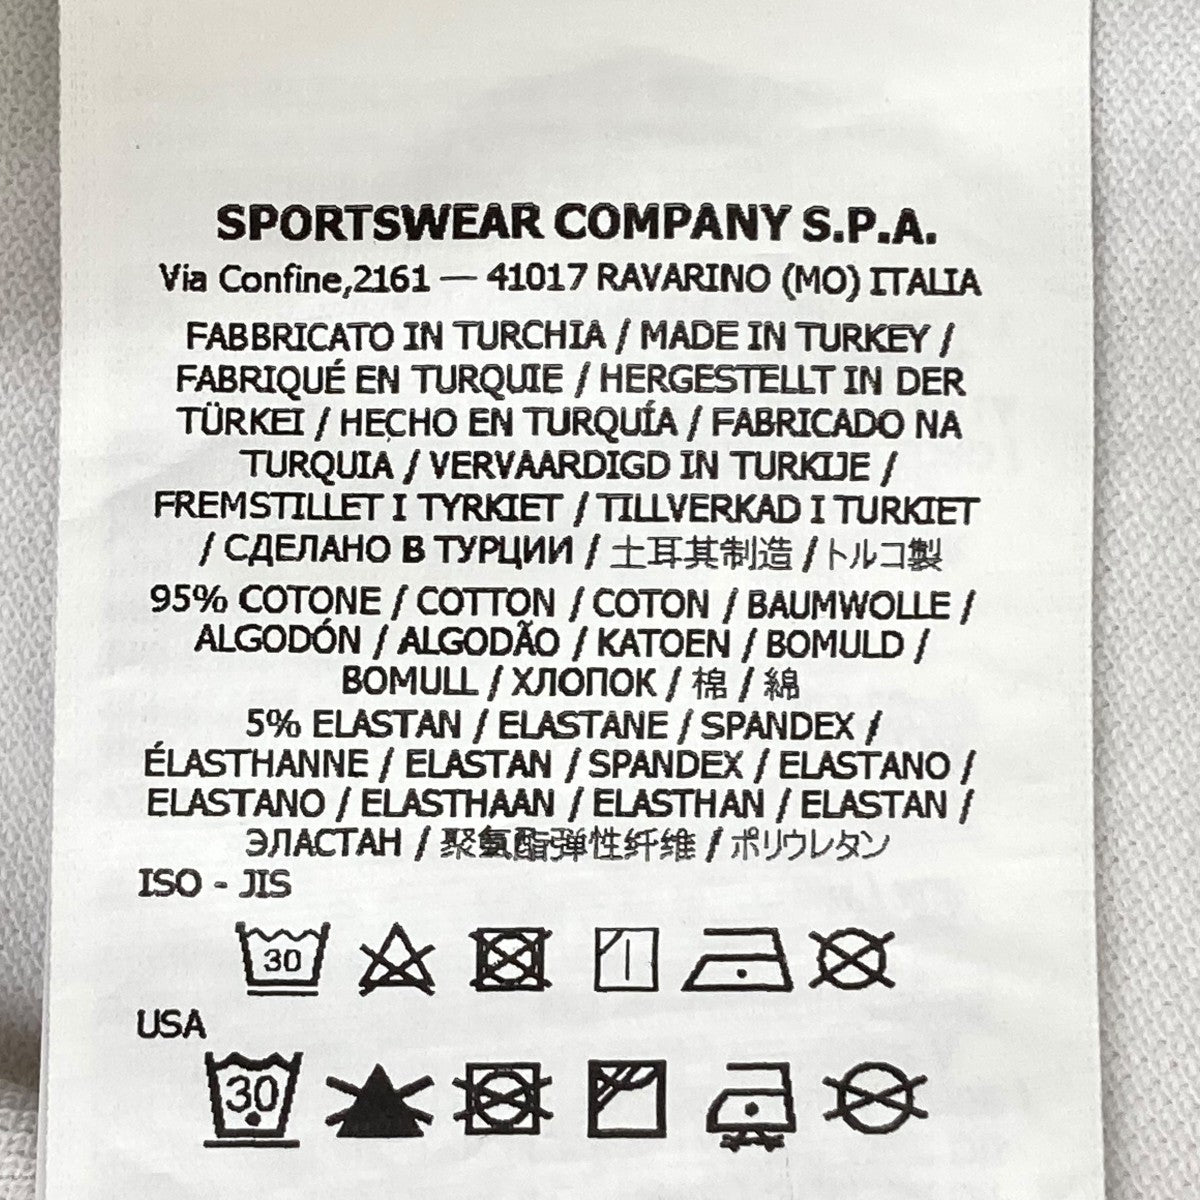 SPORTSWEAR COMPANY S.P.A.
Via Confine,2161 — 41017 RAVARINO (MO) ITALIA
FABBRICATO IN TURCHIA / MADE IN TURKEY /
FABRIQUÉ EN TURQUIE / HERGESTELLT IN DER
TÜRKEI / HECHO EN TURQUÍA / FABRICADO NA
TURQUIA / VERVAARDIGD IN TURKIJE /
FREMSTILLET I TYRKIET / TILLVERKAD I TURKIET
/ СДЕЛАНО В ТУРЦИИ / 土耳其制造 / トルコ製
95% COTONE / COTTON / COTON / BAUMWOLLE /
ALGODÓN / ALGODÃO / KATOEN / BOMULD /
BOMULL / ХЛОПОК / 棉 / 綿
5% ELASTAN / ELASTANE / SPANDEX /
ÉLASTHANNE / ELASTAN / SPANDEX / ELASTANO /
ELASTANO / ELASTHAAN / ELASTHAN / ELASTAN /
ЭЛАСТАН / 聚氨酯弹性纤维 / ポリウレタン
ISO - JIS
30
USA
30